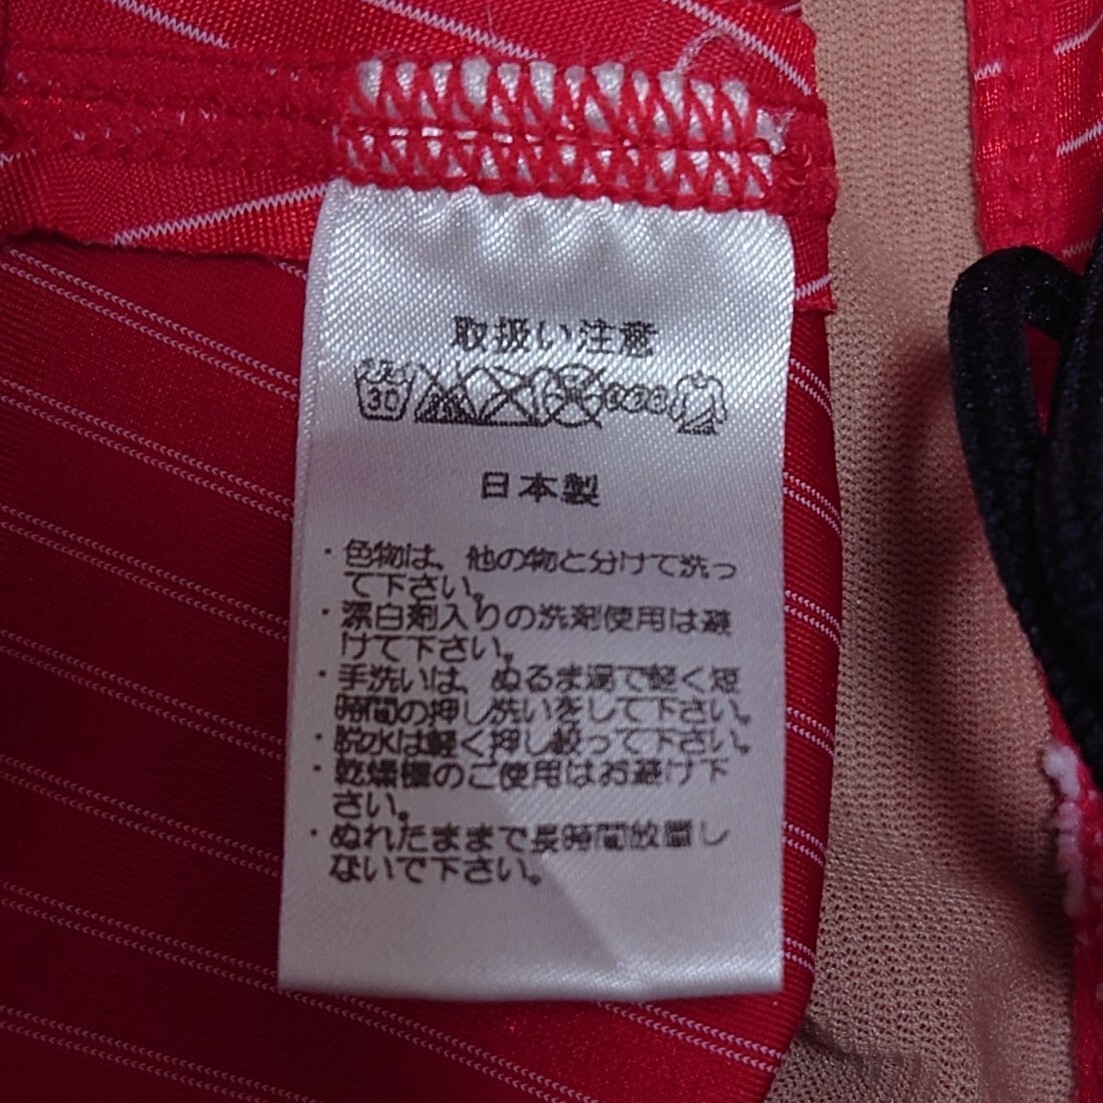 取扱い注意
30
日本製
・色物は、他の物と分けて洗っ
て下さい。
・漂白剤入りの洗剤使用は避
けて下さい。
・手洗いは、ぬるま湯で軽く短
時間の押し洗いをして下さい。
・脱水は軽く押し絞って下さい。
・乾燥機のご使用はお避け下
さい。
・ぬれたままで長時間放置し
ないで下さい。